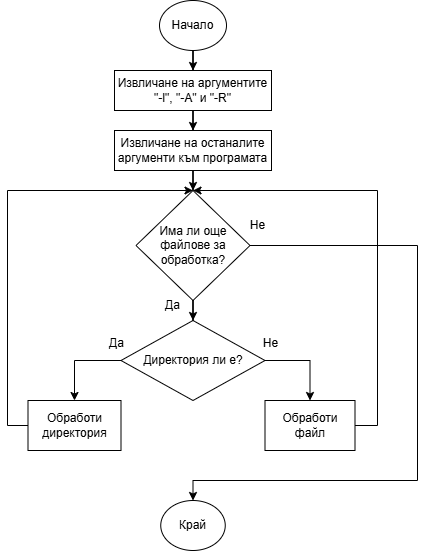 Начало
Извличане на аргументите
"-I", "-A" и "-R"
Извличане на останалите
аргументи към програмата
Има ли още
файлове за
обработка?
Не
Да
Да
Директория ли е?
Не
Обработи
директория
Обработи
файл
Край